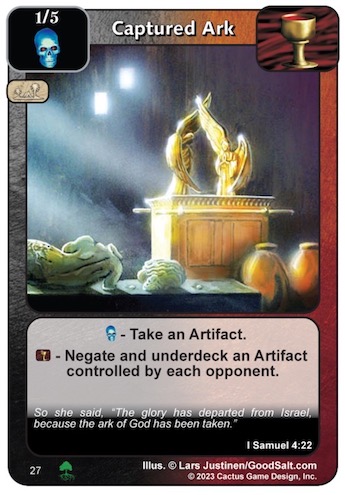 1/5
Captured Ark
- Take an Artifact.
- Negate and underdeck an Artifact
controlled by each opponent.
So she said, “The glory has departed from Israel,
because the ark of God has been taken.”
I Samuel 4:22
27
Illus. © Lars Justinen/GoodSalt.com
© 2023 Cactus Game Design, Inc.